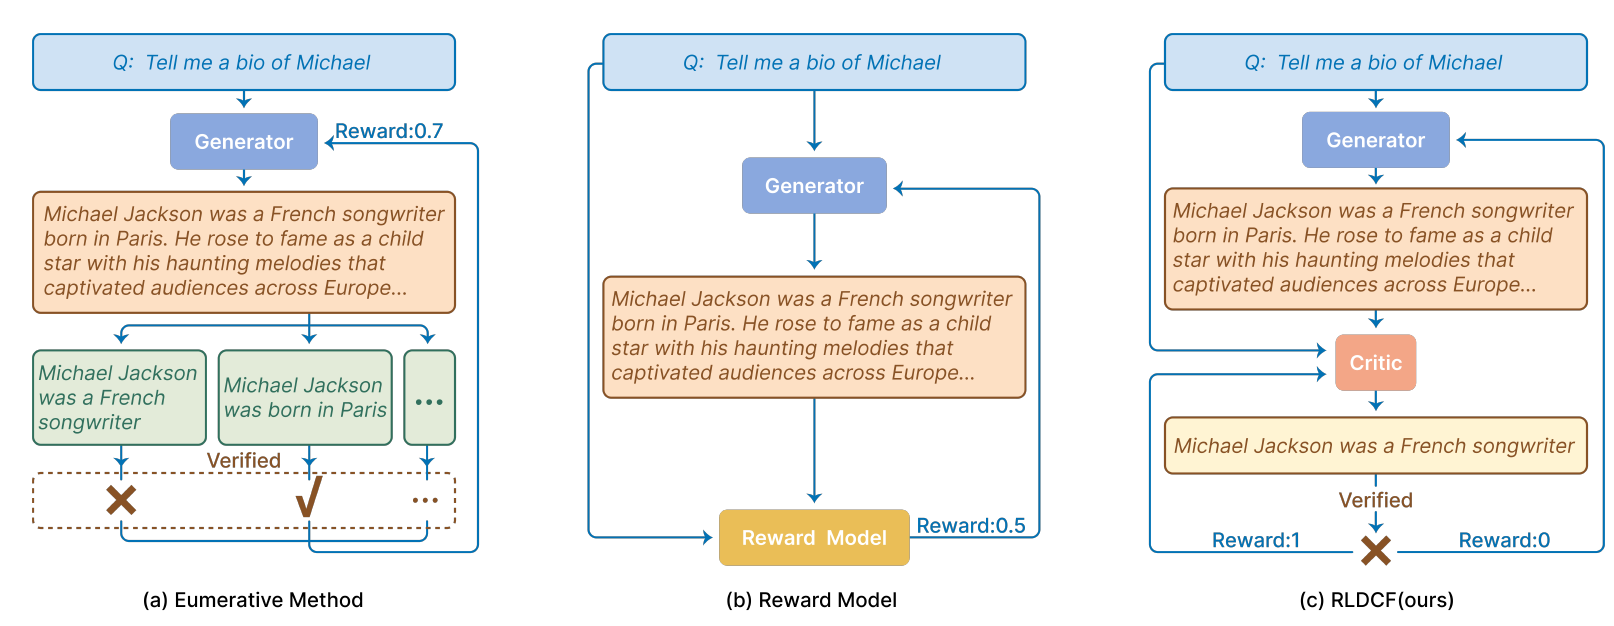 Q: Tell me a bio of Michael
Generator
Reward:0.7
Michael Jackson was a French songwriter
born in Paris. He rose to fame as a child
star with his haunting melodies that
captivated audiences across Europe...
Michael Jackson
was a French
songwriter
Michael Jackson
was born in Paris
...
Verified
...
(a) Eumerative Method
Q: Tell me a bio of Michael
Generator
Michael Jackson was a French songwriter
born in Paris. He rose to fame as a child
star with his haunting melodies that
captivated audiences across Europe...
Reward Model
Reward:0.5
(b) Reward Model
Q: Tell me a bio of Michael
Generator
Michael Jackson was a French songwriter
born in Paris. He rose to fame as a child
star with his haunting melodies that
captivated audiences across Europe...
Critic
Michael Jackson was a French songwriter
Verified
Reward:1
Reward:0
(c) RLDCF(ours)